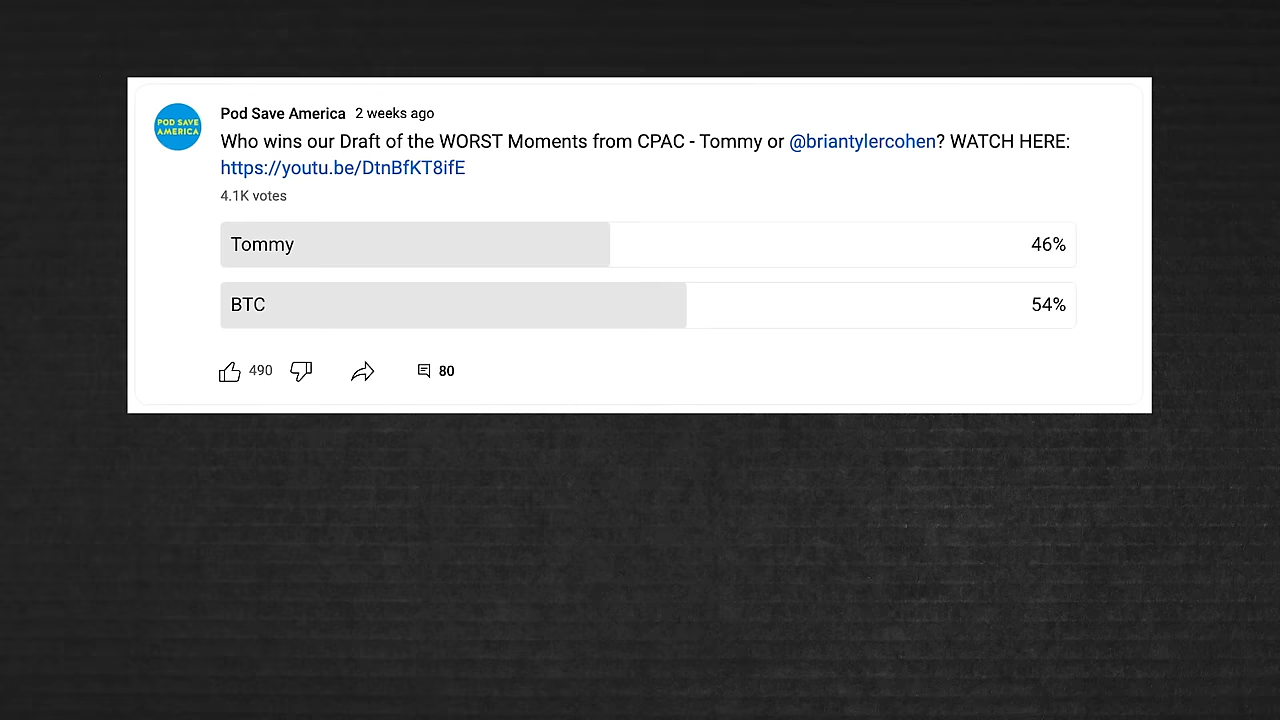 POD SAVE
AMERICA
Pod Save America 2 weeks ago
Who wins our Draft of the WORST Moments from CPAC - Tommy or @briantylercohen? WATCH HERE:
https://youtu.be/DtnBfKT8ifE
4.1K votes
Tommy 46%
BTC 54%
490 80